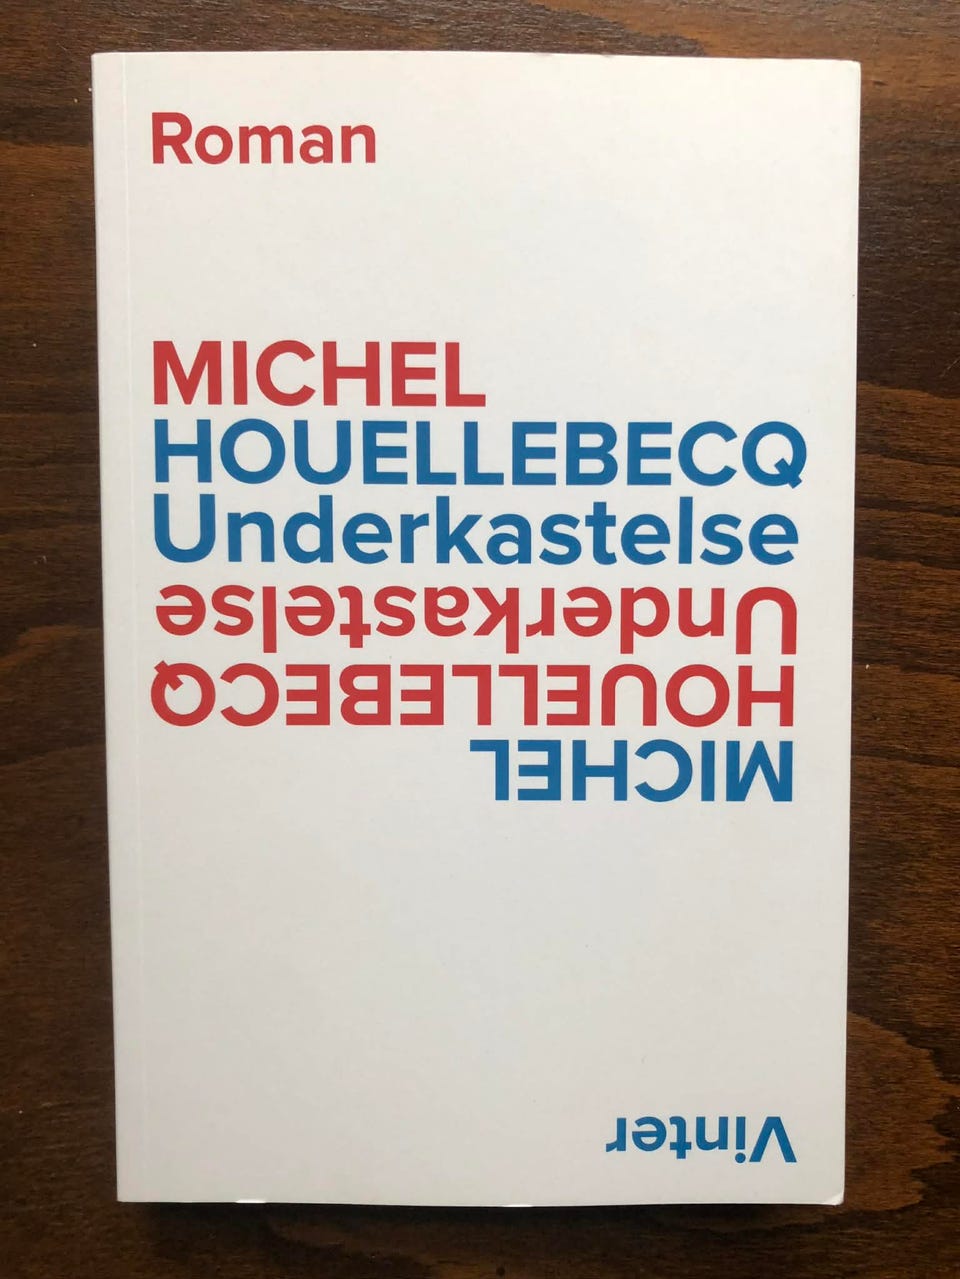 Roman
MICHEL
HOUELLEBECQ
Underkastelse
Underkastelse
HOUELLEBECQ
MICHEL
Vinter